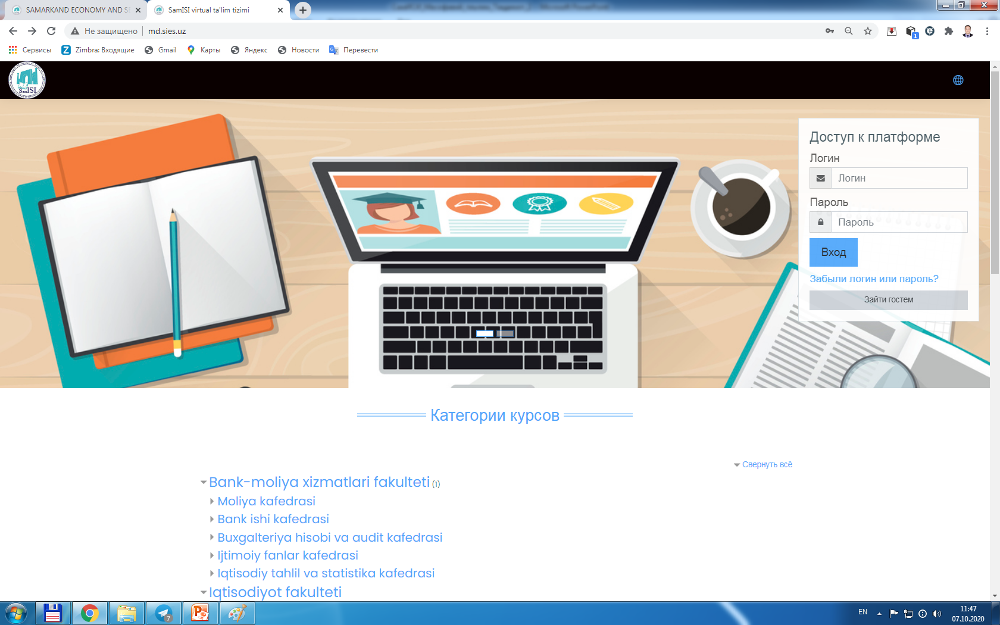 SAMARKAND ECONOMY AND SE
SamISI virtual ta'lim tizimi
Не защищено
md.sies.uz
1
Сервисы
Zimbra: Входящие
Gmail
Карты
Яндекс
Новости
Перевести
SamISI
Доступ к платформе
Логин
Логин
Пароль
Пароль
Вход
Забыли логин или пароль?
Зайти гостем
Категории курсов
Свернуть всё
Bank-moliya xizmatlari fakulteti (1)
Moliya kafedrasi
Bank ishi kafedrasi
Buxgalteriya hisobi va audit kafedrasi
Ijtimoiy fanlar kafedrasi
Iqtisodiy tahlil va statistika kafedrasi
Iqtisodiyot fakulteti
7
EN
11:47
07.10.2020